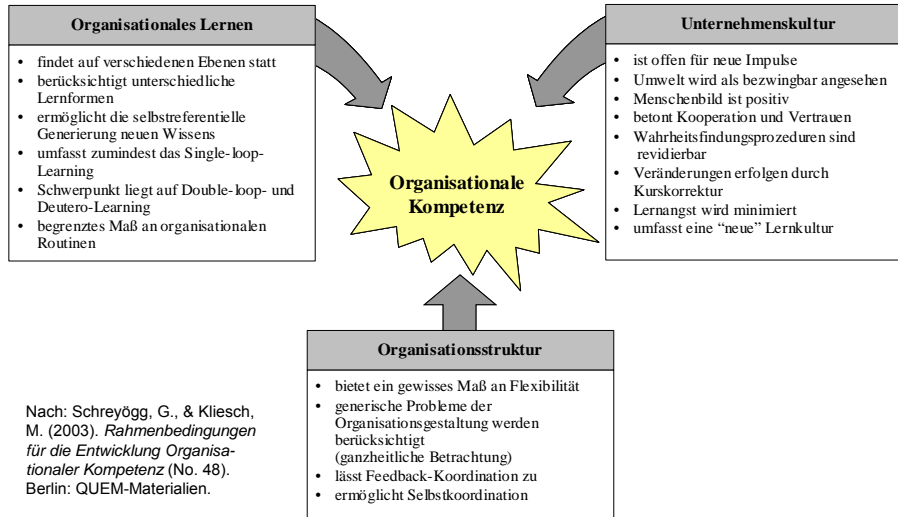 Organisationales Lernen
• findet auf verschiedenen Ebenen statt
• berücksichtigt unterschiedliche
Lernformen
• ermöglicht die selbstreferentielle
Generierung neuen Wissens
• umfasst zumindest das Single-loop-
Learning
• Schwerpunkt liegt auf Double-loop- und
Deutero-Learning
• begrenztes Maß an organisationalen
Routinen
Unternehmenskultur
• ist offen für neue Impulse
• Umwelt wird als bezwingbar angesehen
• Menschenbild ist positiv
• betont Kooperation und Vertrauen
• Wahrheitsfindungsprozeduren sind
revidierbar
• Veränderungen erfolgen durch
Kurskorrektur
• Lernangst wird minimiert
• umfasst eine “neue” Lernkultur
Organisationale
Kompetenz
Organisationsstruktur
• bietet ein gewisses Maß an Flexibilität
• generische Probleme der
Organisationsgestaltung werden
berücksichtigt
(ganzheitliche Betrachtung)
• lässt Feedback-Koordination zu
• ermöglicht Selbstkoordination
Nach: Schreyögg, G., & Kliesch,
M. (2003). Rahmenbedingungen
für die Entwicklung Organisa-
tionaler Kompetenz (No. 48).
Berlin: QUEM-Materialien.